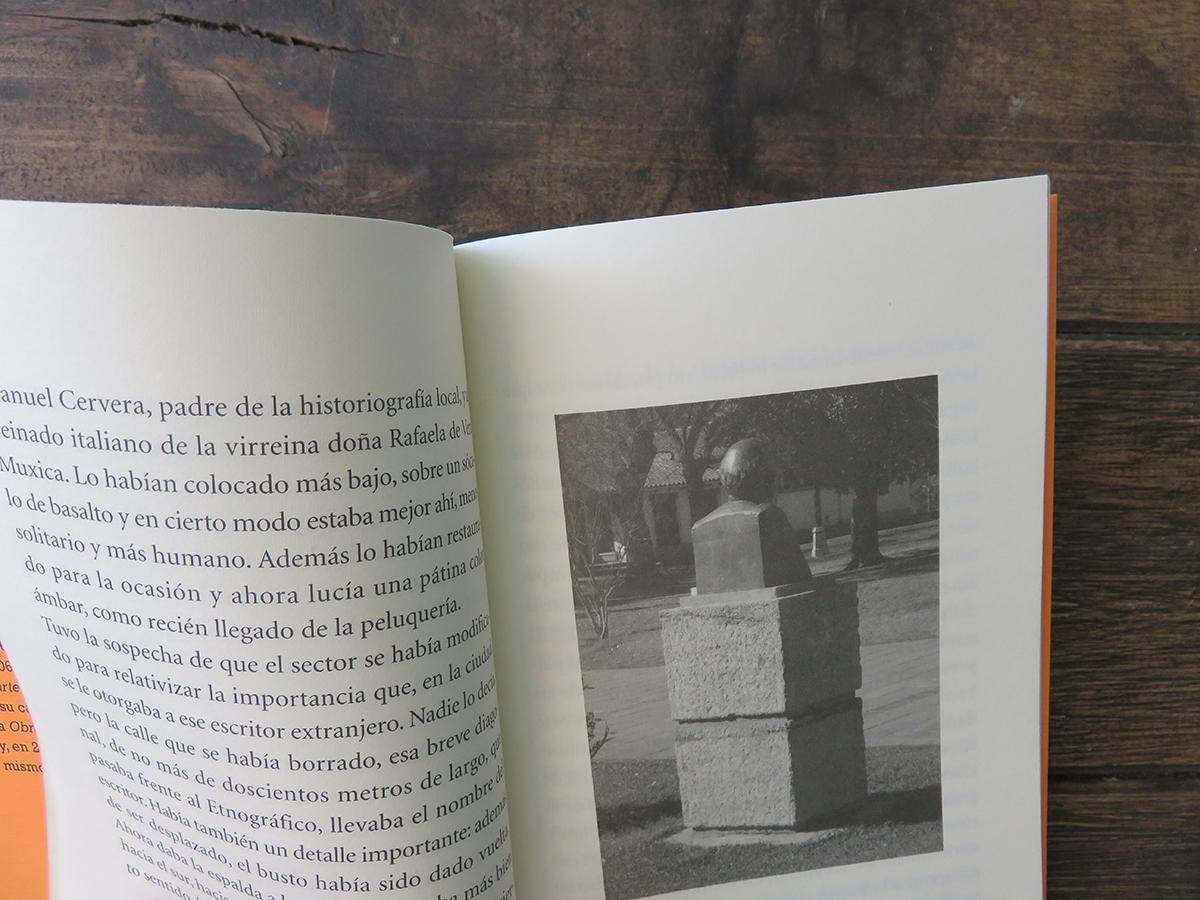 Cervera, padre de la historiografía local,
einado italiano de la virreina doña Rafaela de
Muxica. Lo habían colocado más bajo, sobre un
lo de basalto y en cierto modo estaba mejor ahí,
solitario y más humano. Además lo habían
do para la ocasión y ahora lucía una pátina
ámbar, como recién llegado de la peluquería.
Tuvo la sospecha de que el sector se había
do para relativizar la importancia que, en la ciudad
se le otorgaba a ese escritor extranjero. Nadie lo
pero la calle que se había borrado, esa breve
nal, de no más de doscientos metros de largo,
pasaba frente al Etnográfico, llevaba el nombre
escritor. Había también un detalle importante:
de ser desplazado, el busto había sido dado
Ahora daba la espalda a
más
hacia el sur,
to
su
y, en
mismo